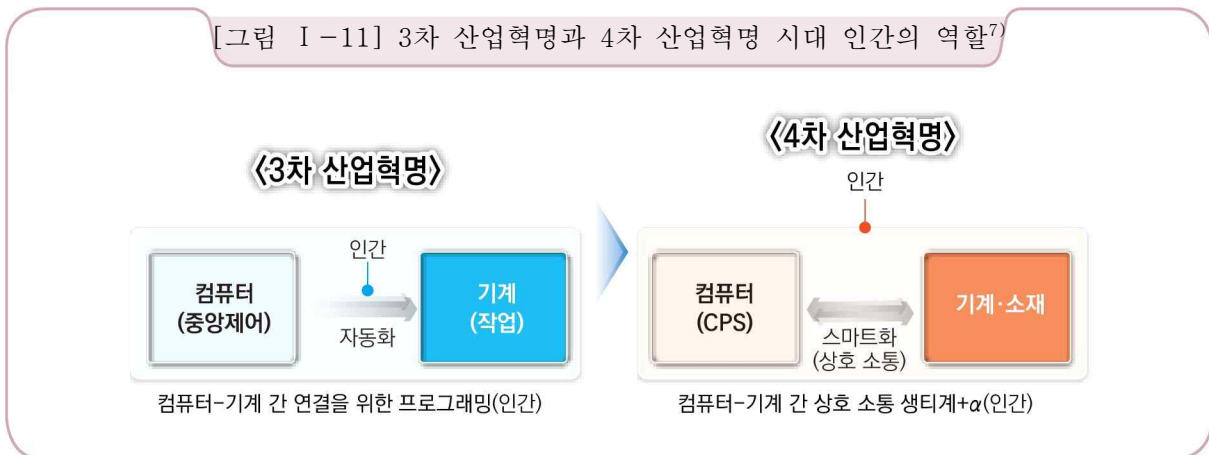 [그림 Ⅰ-11] 3차 산업혁명과 4차 산업혁명 시대 인간의 역할7)
〈3차 산업혁명〉
인간
컴퓨터
(중앙제어)
자동화
기계
(작업)
컴퓨터-기계 간 연결을 위한 프로그래밍(인간)
〈4차 산업혁명〉
인간
컴퓨터
(CPS)
스마트화
(상호 소통)
기계·소재
컴퓨터-기계 간 상호 소통 생티계+α(인간)